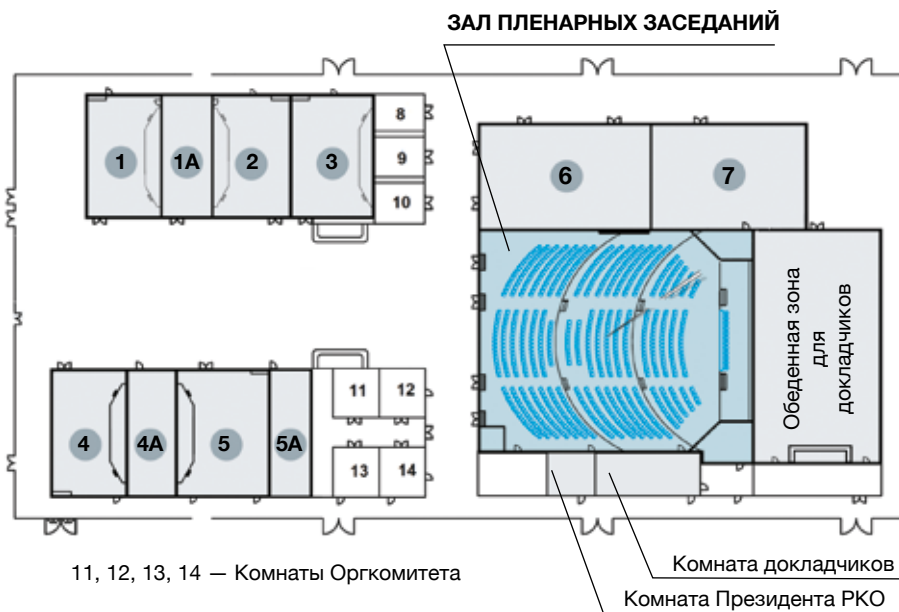 ЗАЛ ПЛЕНАРНЫХ ЗАСЕДАНИЙ
1
1А
2
3
8
9
10
6
7
Обеденная зона
для
докладчиков
4
4А
5
5А
11
12
13
14
11, 12, 13, 14 — Комнаты Оргкомитета
Комната докладчиков
Комната Президента РКО